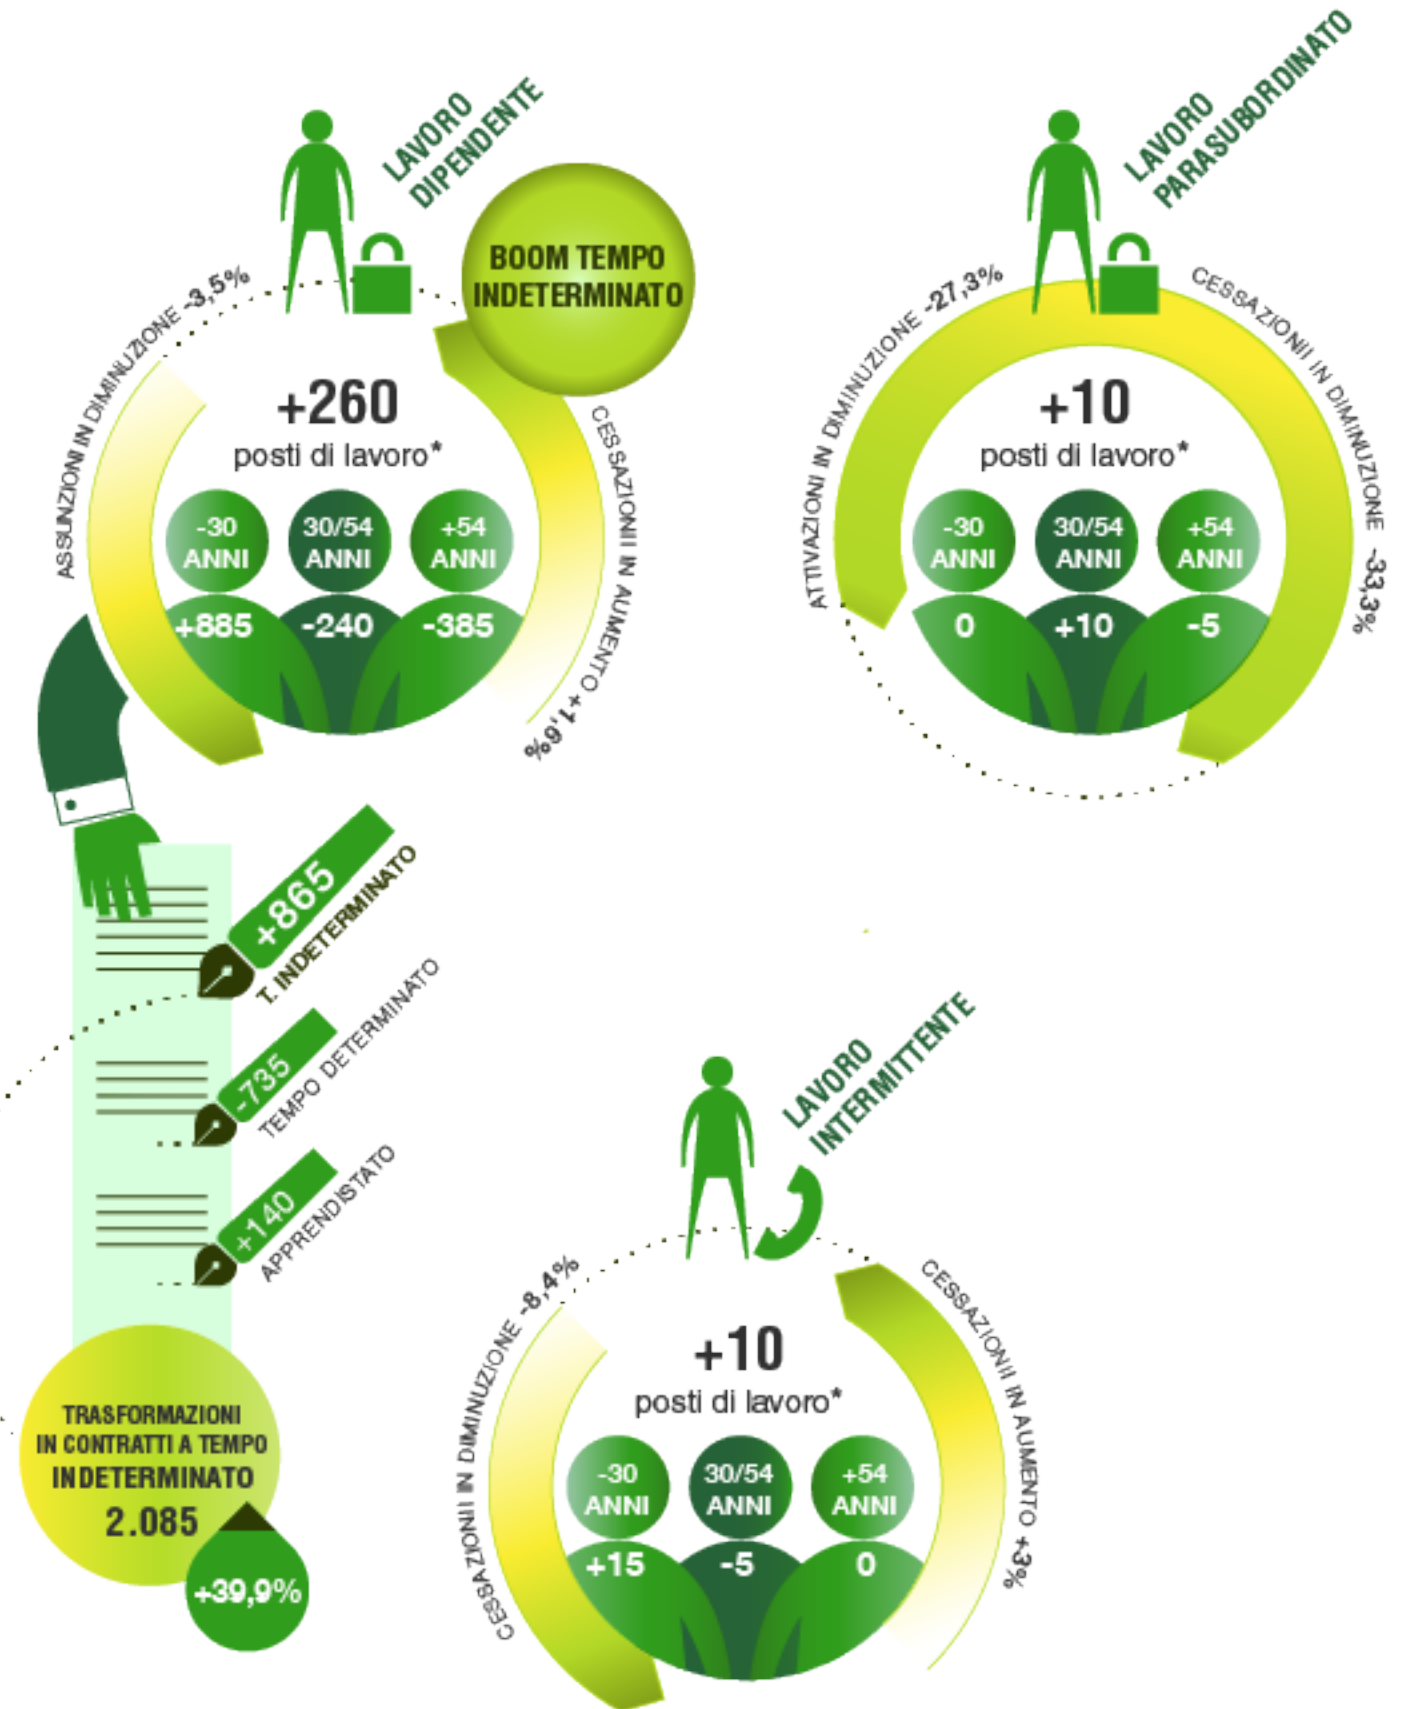 LAVORO
DIPENDENTE
BOOM TEMPO
INDETERMINATO
ASSUNZIONI IN DIMINUZIONE -3,5%
CESSAZIONII IN AUMENTO +1,6%
+260
posti di lavoro*
-30
ANNI
30/54
ANNI
+54
ANNI
+885
-240
-385
LAVORO
PARASUBORDINATO
ATTIVAZIONI IN DIMINUZIONE -27,3%
CESSAZIONII IN DIMINUZIONE -33,3%
+10
posti di lavoro*
-30
ANNI
30/54
ANNI
+54
ANNI
0
+10
-5
+865
T. INDETERMINATO
-735
TEMPO DETERMINATO
+140
APPRENDISTATO
TRASFORMAZIONI
IN CONTRATTI A TEMPO
INDETERMINATO
2.085
+39,9%
LAVORO
INTERMITTENTE
CESSAZIONII IN DIMINUZIONE -8,4%
CESSAZIONII IN AUMENTO +3%
+10
posti di lavoro*
-30
ANNI
30/54
ANNI
+54
ANNI
+15
-5
0